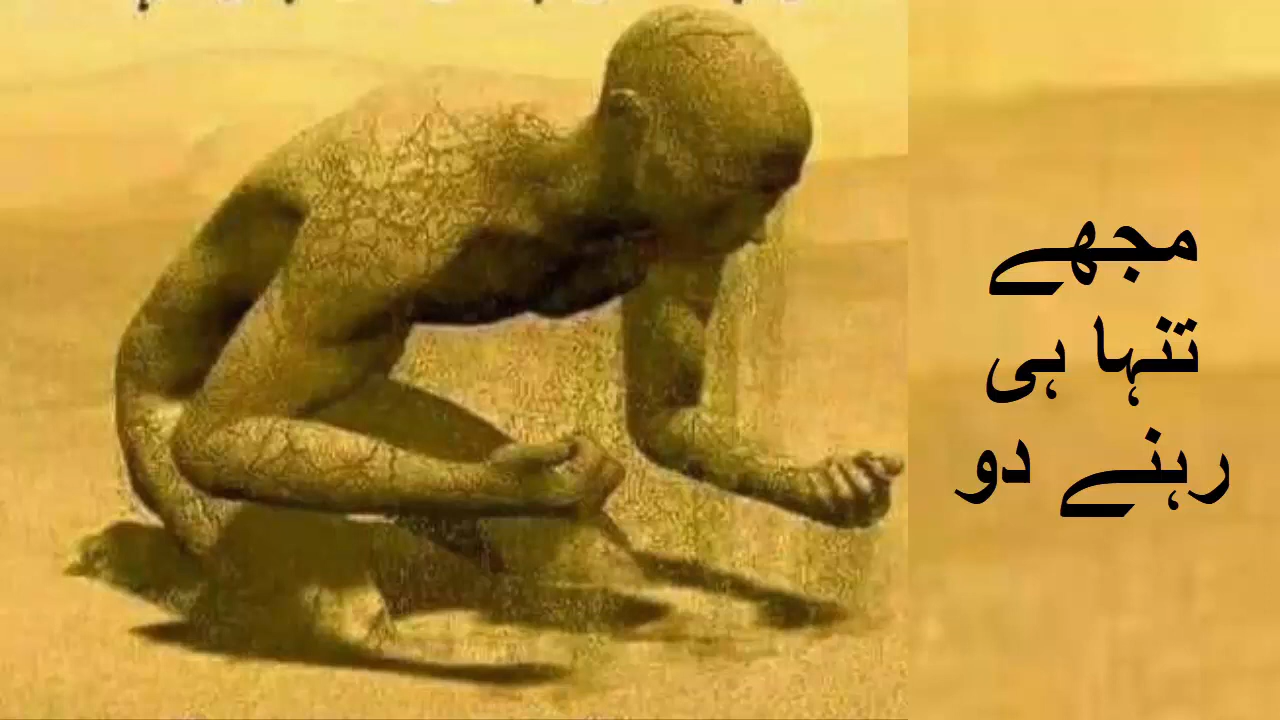 مجھے
تنہا ہی
رہنے دو